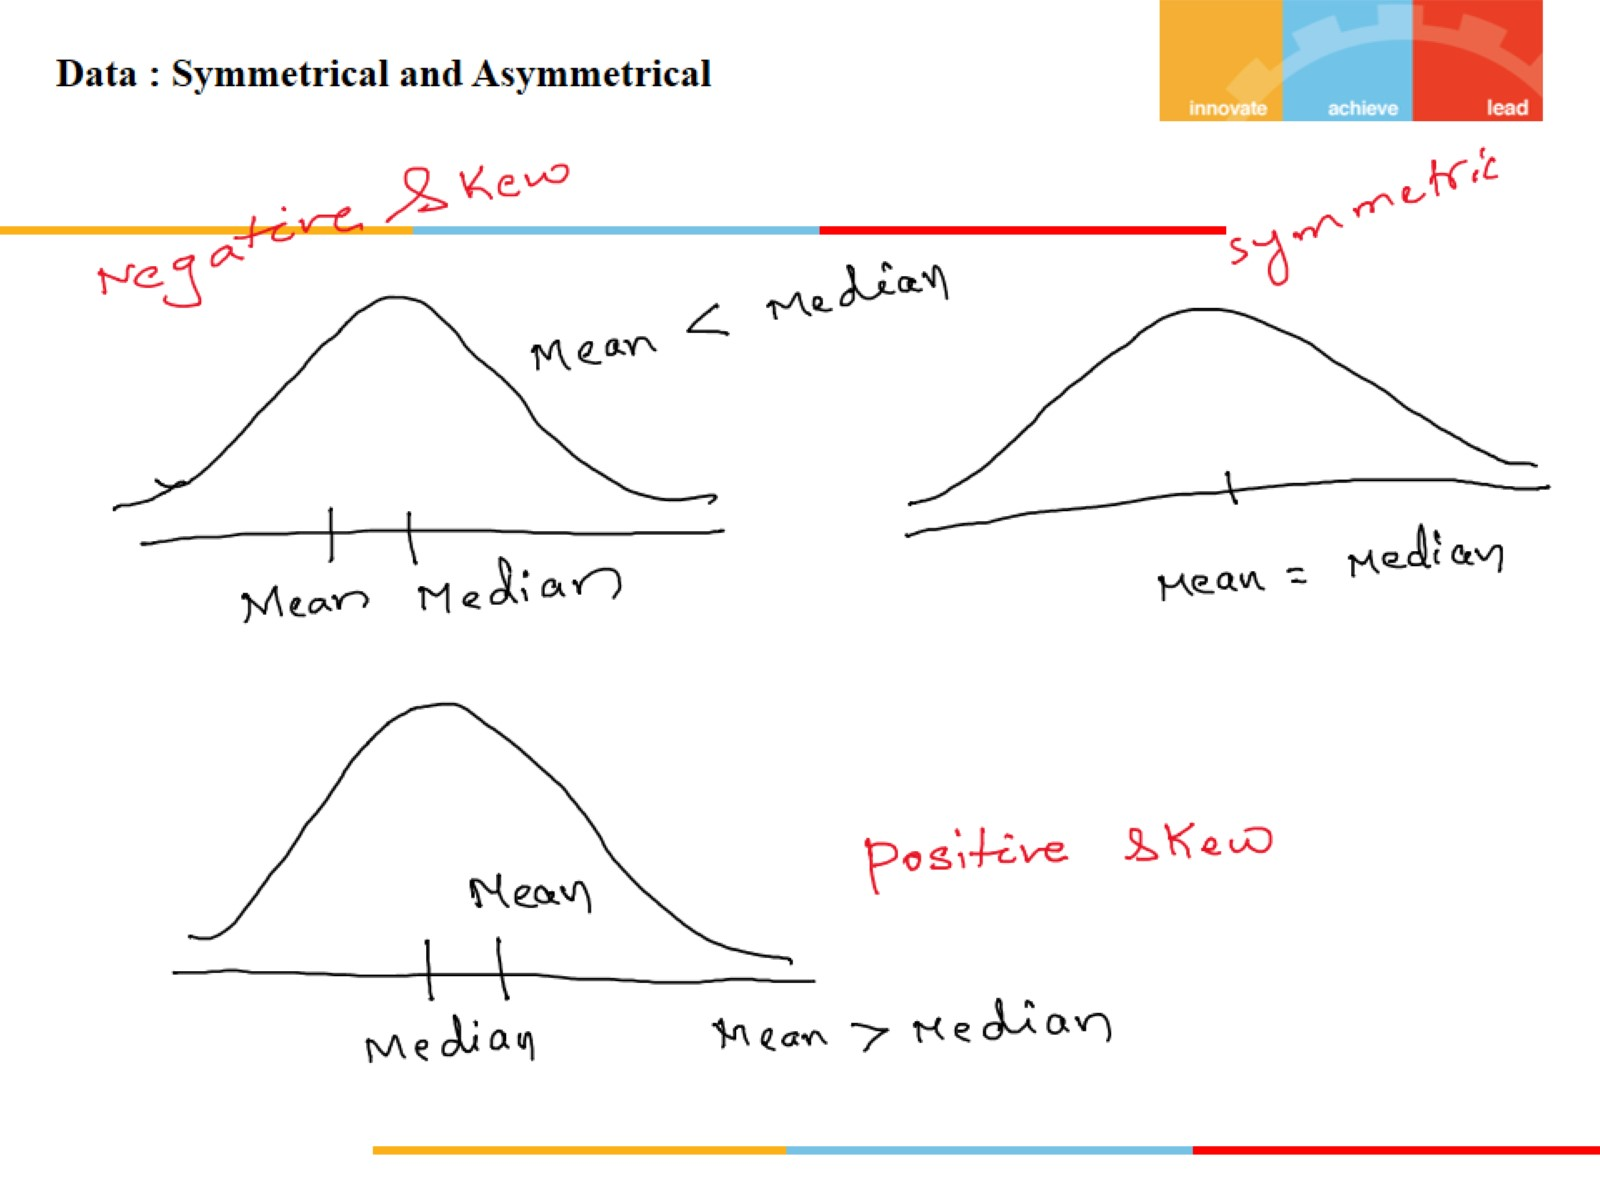 Data : Symmetrical and Asymmetrical
innovate achieve lead
Negative Skew
symmetric
Mean < Median
Mean Median
Mean = Median
Mean
Positive Skew
Median
Mean > Median